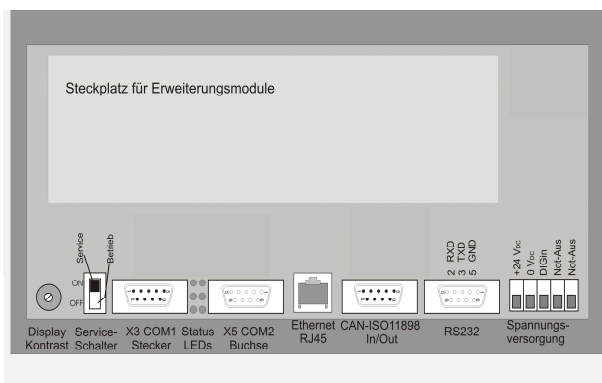 Steckplatz für Erweiterungsmodule
Service
Betrieb
ON
OFF
2 RXD
3 TXD
5 GND
+24 VDC
0 VDC
DIGin
Not-Aus
Not-Aus
Display
Kontrast
Service-
Schalter
X3 COM1
Stecker
Status
LEDs
X5 COM2
Buchse
Ethernet
RJ45
CAN-ISO11898
In/Out
RS232
Spannungs-
versorgung